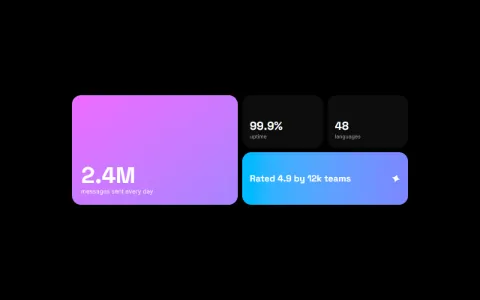 2.4M
messages sent every day
99.9%
uptime
48
languages
Rated 4.9 by 12k teams